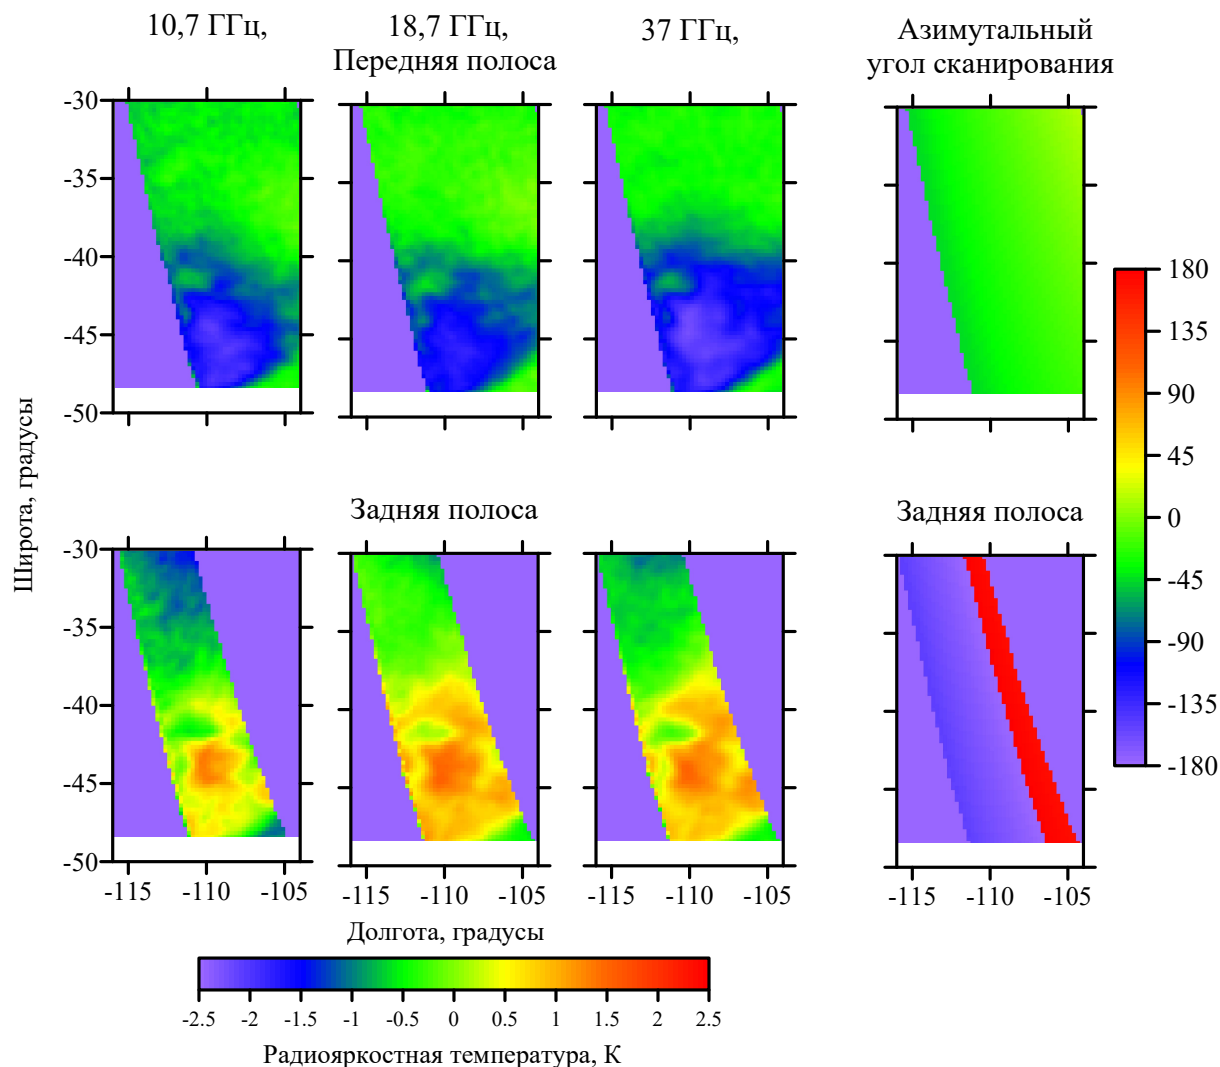 10,7 ГГц,
18,7 ГГц,
37 ГГц,
Передняя полоса
Азимутальный
угол сканирования
-30
-35
-40
-45
-50
Широта, градусы
180
135
90
45
0
-45
-90
-135
-180
Задняя полоса
Задняя полоса
-30
-35
-40
-45
-50
-115 -110 -105
-115 -110 -105
-115 -110 -105
-115 -110 -105
Долгота, градусы
-2.5 -2 -1.5 -1 -0.5 0 0.5 1 1.5 2 2.5
Радиояркостная температура, К